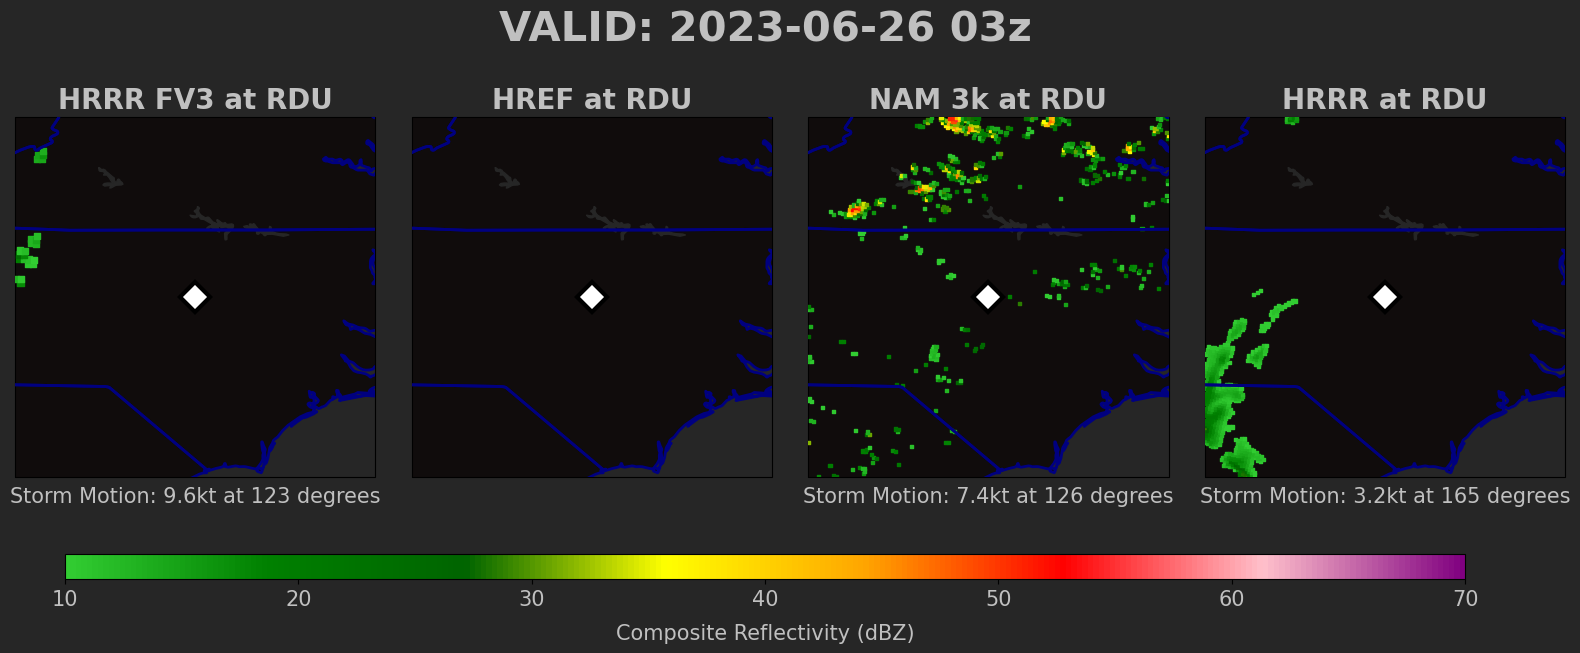 VALID: 2023-06-26 03z
HRRR FV3 at RDU
HREF at RDU
NAM 3k at RDU
HRRR at RDU
Storm Motion: 9.6kt at 123 degrees
Storm Motion: 7.4kt at 126 degrees
Storm Motion: 3.2kt at 165 degrees
10 20 30 40 50 60 70
Composite Reflectivity (dBZ)